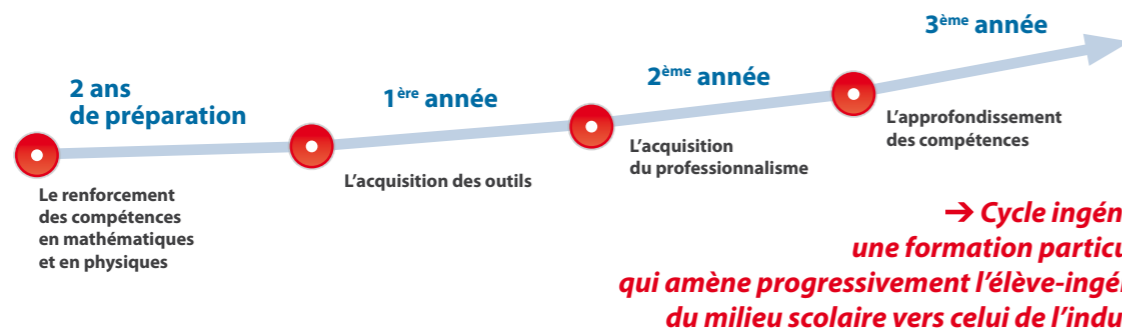 2 ans
de préparation
Le renforcement
des compétences
en mathématiques
et en physiques
1ère année
L'acquisition des outils
2ème année
L'acquisition
du professionnalisme
3ème année
L'approfondissement
des compétences
→ Cycle
une formation
qui amène progressivement
du milieu scolaire vers celui de